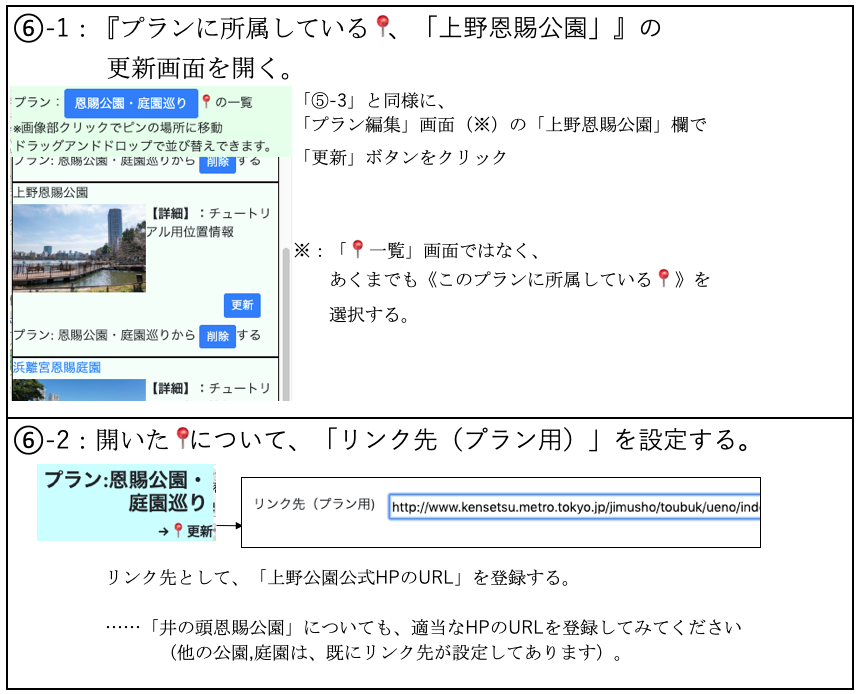 ⑥-1：『プランに所属している📍、「上野恩賜公園」』の
更新画面を開く。
プラン： 恩賜公園・庭園巡り 📍の一覧
※画像部クリックでピンの場所に移動
ドラッグアンドドロップで並び替えできます。
プラン: 恩賜公園・庭園巡りから 削除 する
上野恩賜公園
【詳細】：チュートリ
アル用位置情報
更新
プラン: 恩賜公園・庭園巡りから 削除 する
浜離宮恩賜庭園
【詳細】：チュートリ
「⑤-3」と同様に、
「プラン編集」画面（※）の「上野恩賜公園」欄で
「更新」ボタンをクリック
※：「📍一覧」画面ではなく、
あくまでも《このプランに所属している📍》を
選択する。
⑥-2：開いた📍について、「リンク先（プラン用）」を設定する。
プラン:恩賜公園・
庭園巡り
→📍更新
リンク先（プラン用) http://www.kensetsu.metro.tokyo.jp/jimusho/toubuk/ueno/ind
リンク先として、「上野公園公式HPのURL」を登録する。
……「井の頭恩賜公園」についても、適当なHPのURLを登録してみてください
（他の公園,庭園は、既にリンク先が設定してあります）。